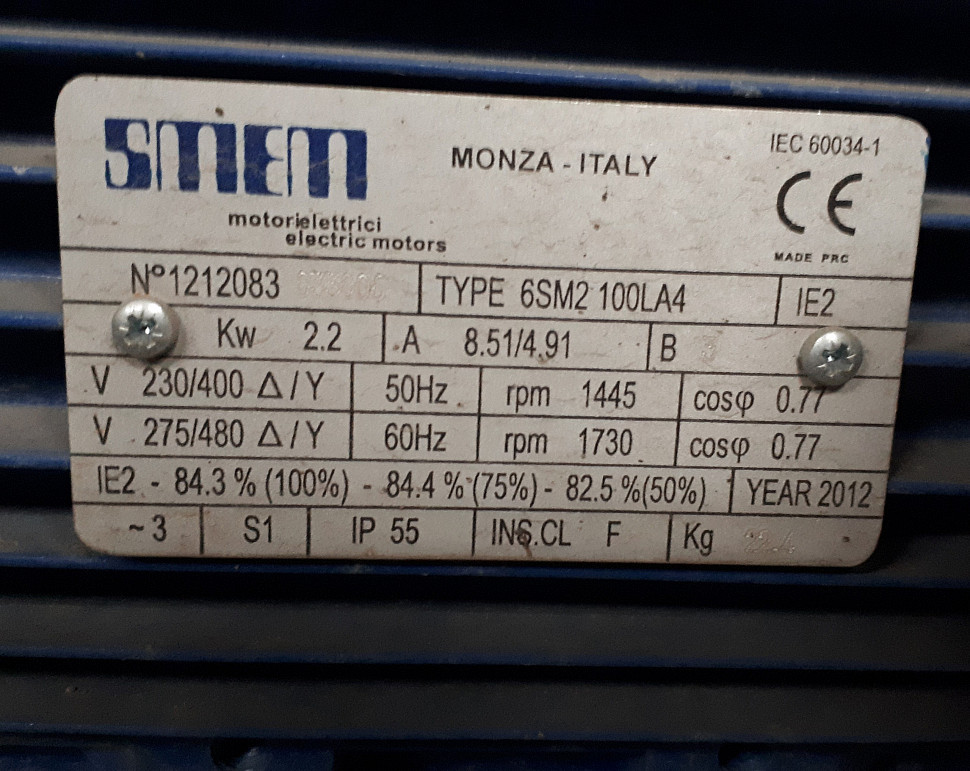 SMEM
MONZA - ITALY
IEC 60034-1
CE
motorielettrici
electric motors
MADE PRC
Nº1212083 TYPE 6SM2 100LA4 IE2
Kw 2.2 A 8.51/4.91 B
V 230/400 Δ/Y 50Hz rpm 1445 cosφ 0.77
V 275/480 Δ/Y 60Hz rpm 1730 cosφ 0.77
IE2 - 84.3 % (100%) - 84.4 % (75%) - 82.5 % (50%) YEAR 2012
~3 S1 IP 55 INS.CL F Kg